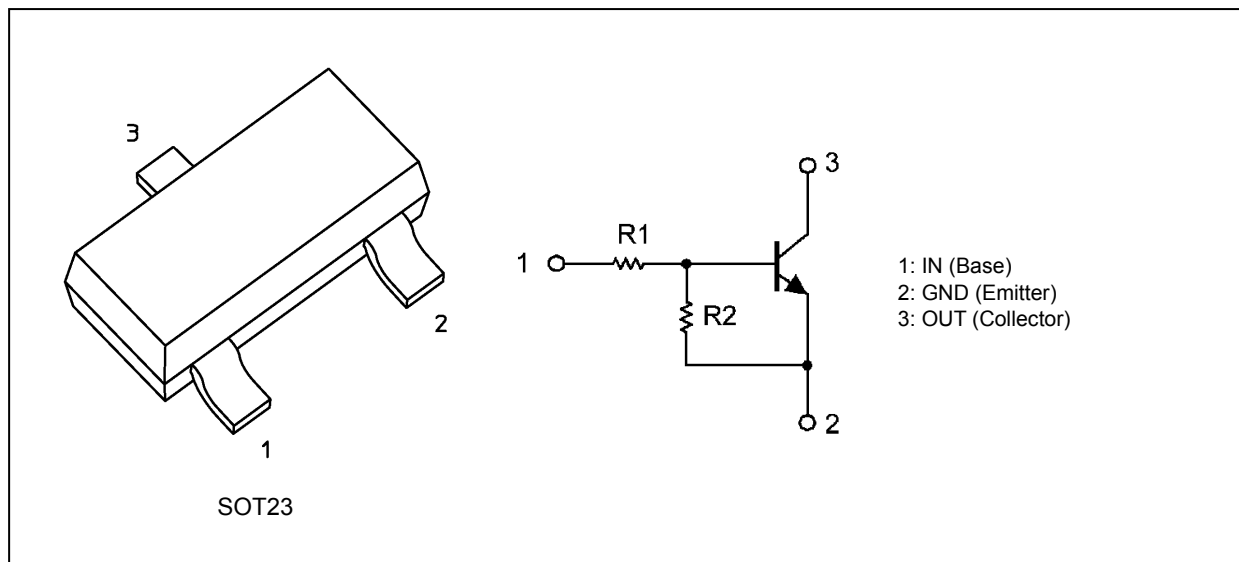 3
2
1
SOT23
3
R1
1
R2
2
1: IN (Base)
2: GND (Emitter)
3: OUT (Collector)